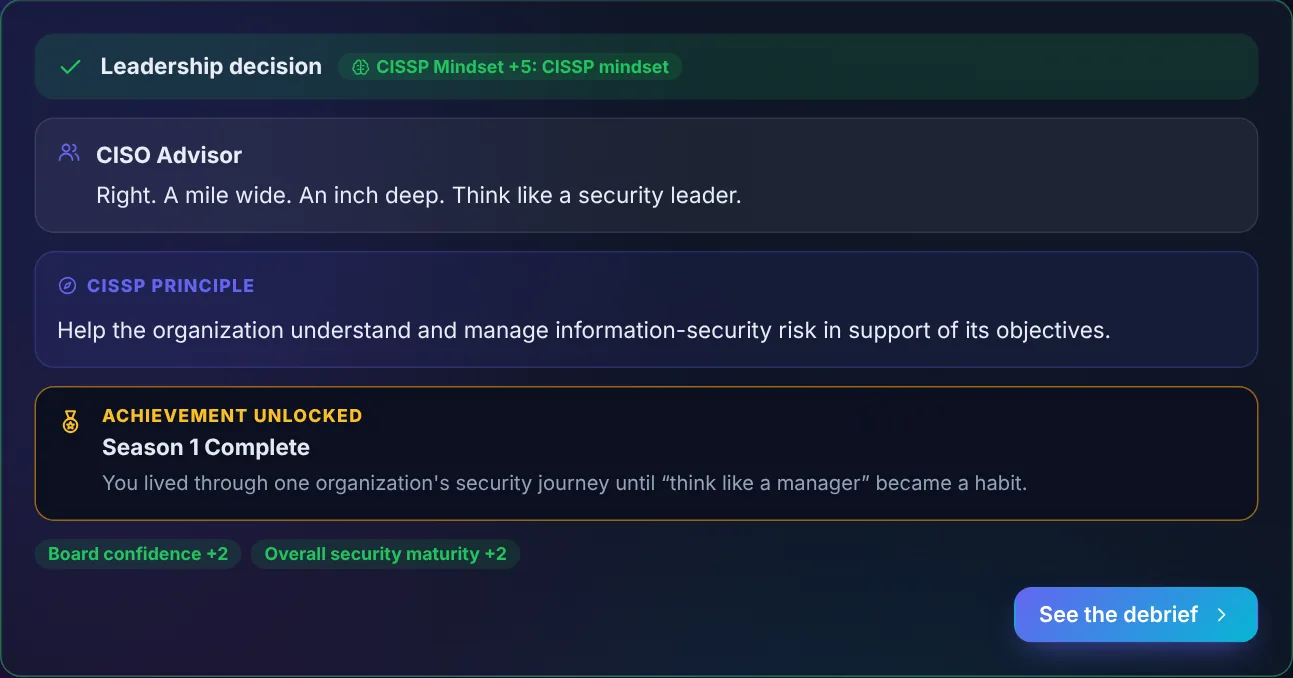 Leadership decision
CISSP Mindset +5: CISSP mindset
CISO Advisor
Right. A mile wide. An inch deep. Think like a security leader.
CISSP PRINCIPLE
Help the organization understand and manage information-security risk in support of its objectives.
ACHIEVEMENT UNLOCKED
Season 1 Complete
You lived through one organization's security journey until “think like a manager” became a habit.
Board confidence +2
Overall security maturity +2
See the debrief